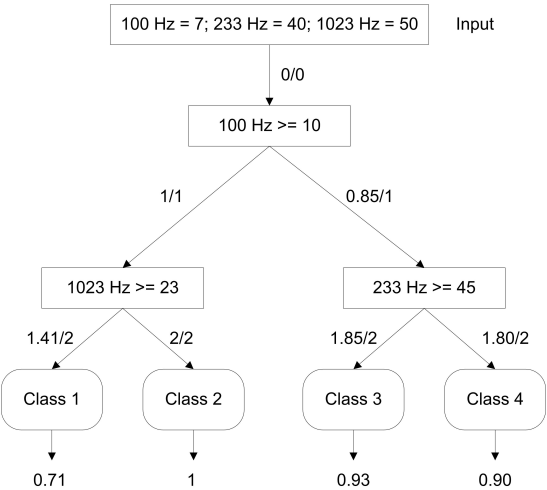 100 Hz = 7; 233 Hz = 40; 1023 Hz = 50 Input
0/0
100 Hz >= 10
1/1 0.85/1
1023 Hz >= 23 233 Hz >= 45
1.41/2 2/2 1.85/2 1.80/2
Class 1 Class 2 Class 3 Class 4
0.71 1 0.93 0.90